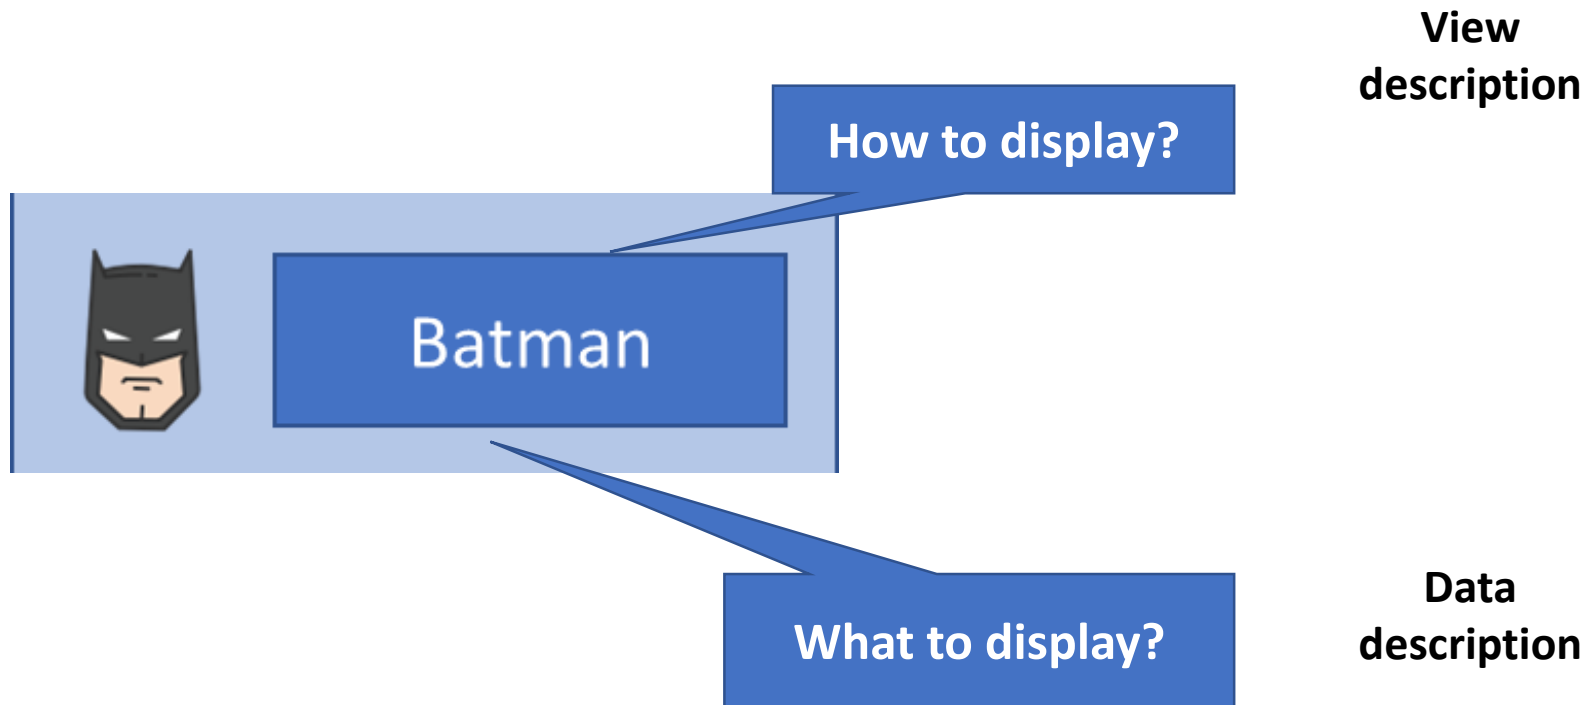 View
description
How to display?
Batman
Data
description
What to display?